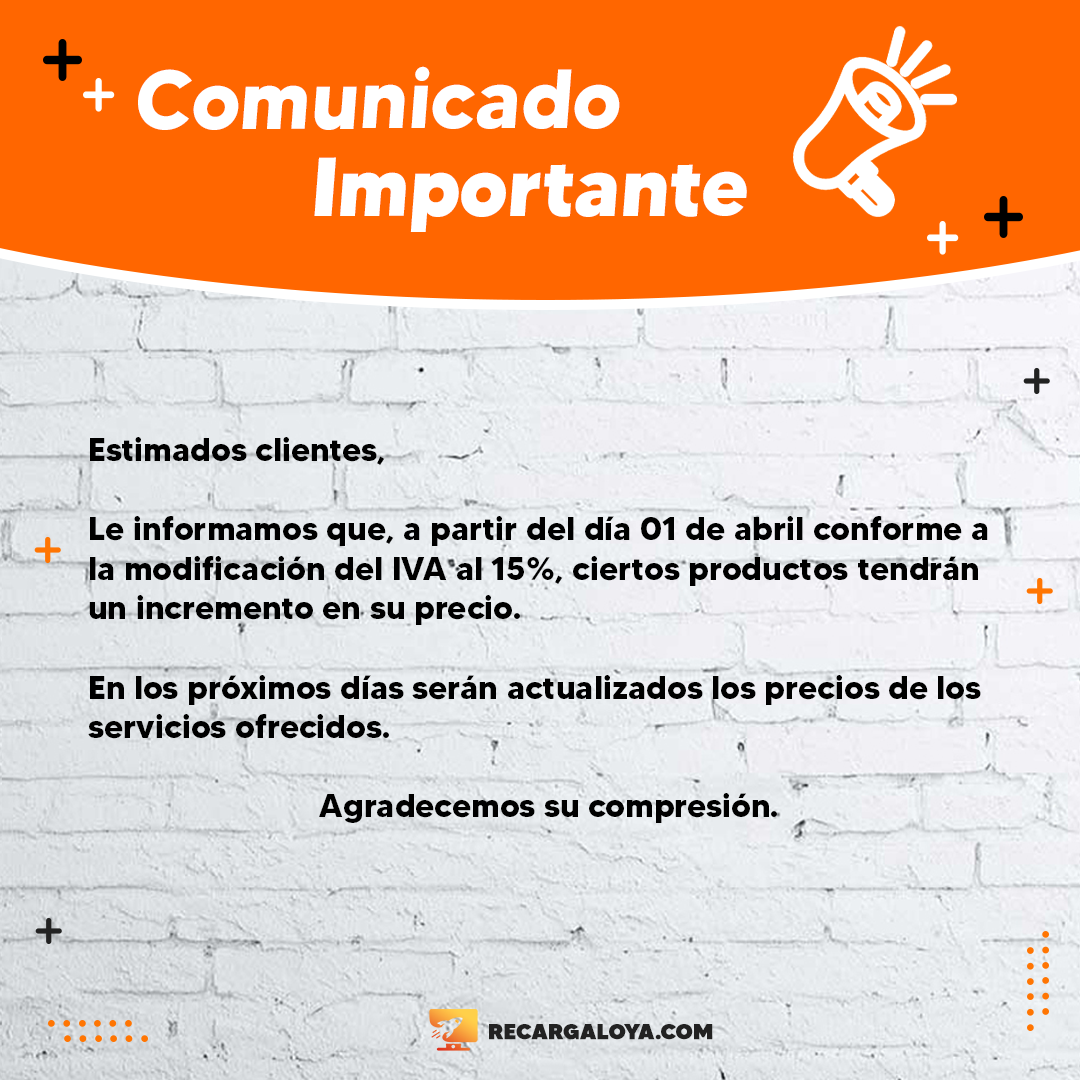 Comunicado
Importante
Estimados clientes,
Le informamos que, a partir del día 01 de abril conforme a
la modificación del IVA al 15%, ciertos productos tendrán
un incremento en su precio.
En los próximos días serán actualizados los precios de los
servicios ofrecidos.
Agradecemos su compresión.
RECARGALOYA.COM